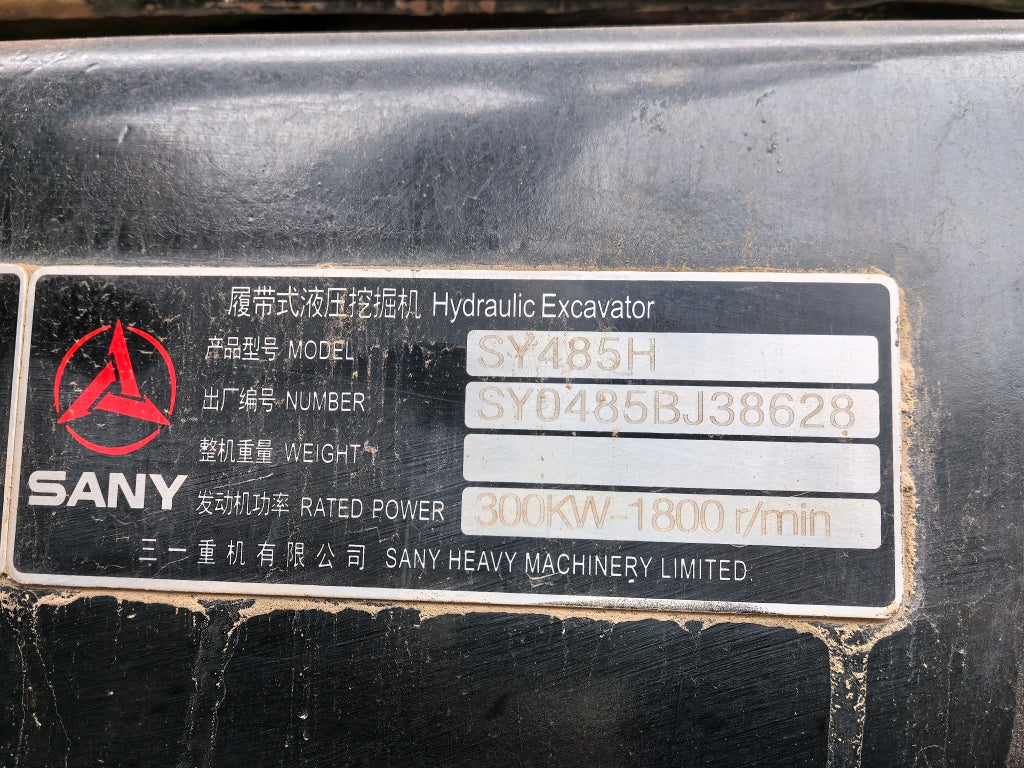 履带式液压挖掘机 Hydraulic Excavator
产品型号 MODEL SY485H
出厂编号 NUMBER SY0485BJ38628
整机重量 WEIGHT
发动机功率 RATED POWER 300KW-1800 r/min
SANY
三一重机有限公司 SANY HEAVY MACHINERY LIMITED.